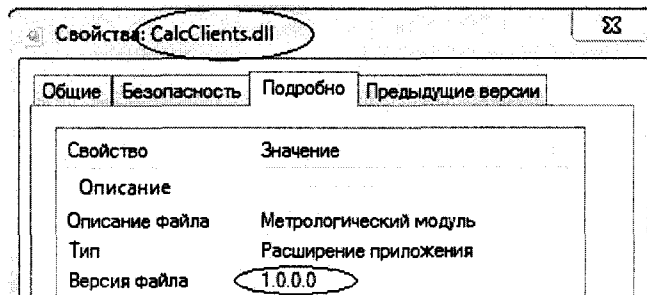 Свойства: CalcClients.dll
Общие Безопасность Подробно Предыдущие версии
Свойство Значение
Описание
Описание файла Метрологический модуль
Тип Расширение приложения
Версия файла 1.0.0.0